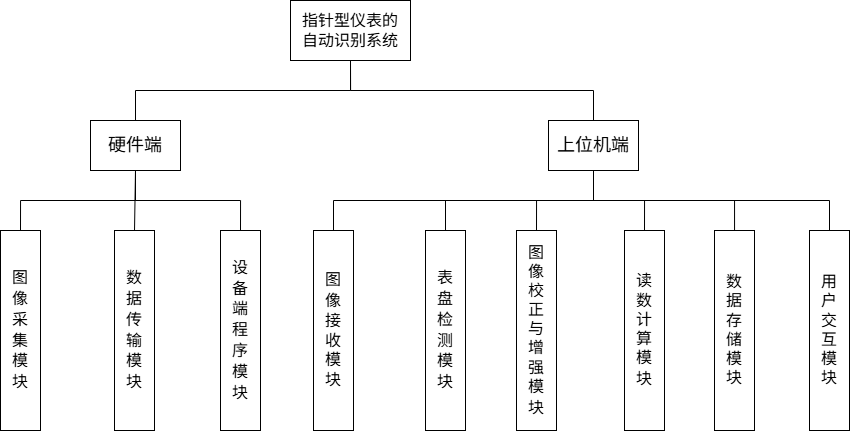 指针型仪表的
自动识别系统
硬件端
上位机端
图像采集模块
数据传输模块
设备端程序模块
图像接收模块
表盘检测模块
图像校正与增强模块
读数计算模块
数据存储模块
用户交互模块